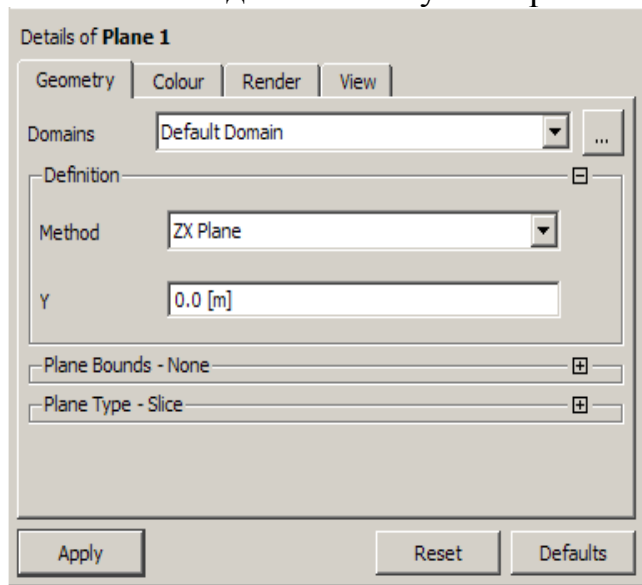 Details of Plane 1
Geometry Colour Render View
Domains Default Domain ...
Definition
Method ZX Plane
Y 0.0 [m]
Plane Bounds - None
Plane Type - Slice
Apply Reset Defaults